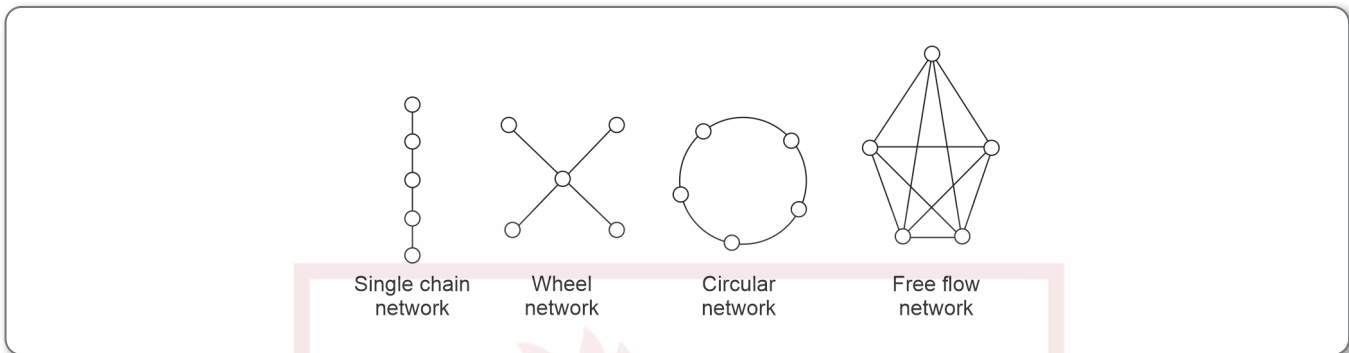 Single chain
network
Wheel
network
Circular
network
Free flow
network